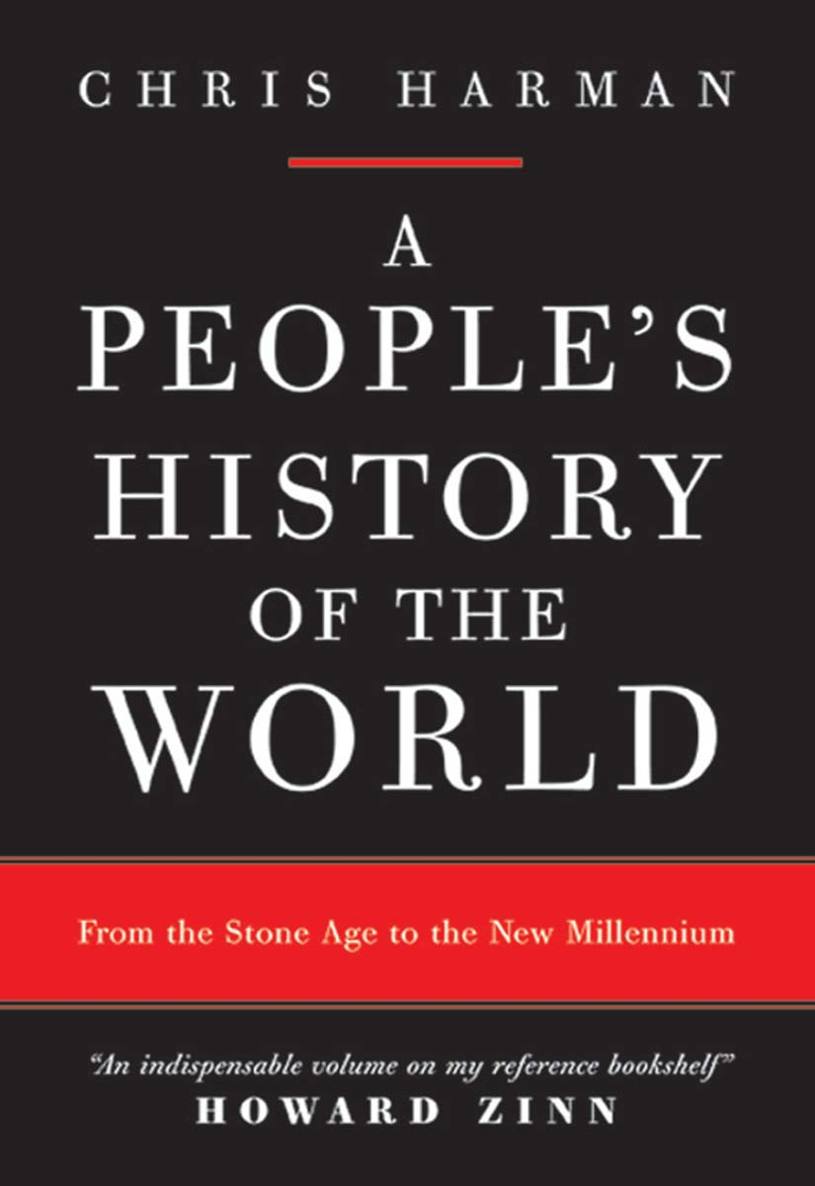 CHRIS HARMAN
A
PEOPLE’S
HISTORY
OF THE
WORLD
From the Stone Age to the New Millennium
“An indispensable volume on my reference bookshelf”
HOWARD ZINN